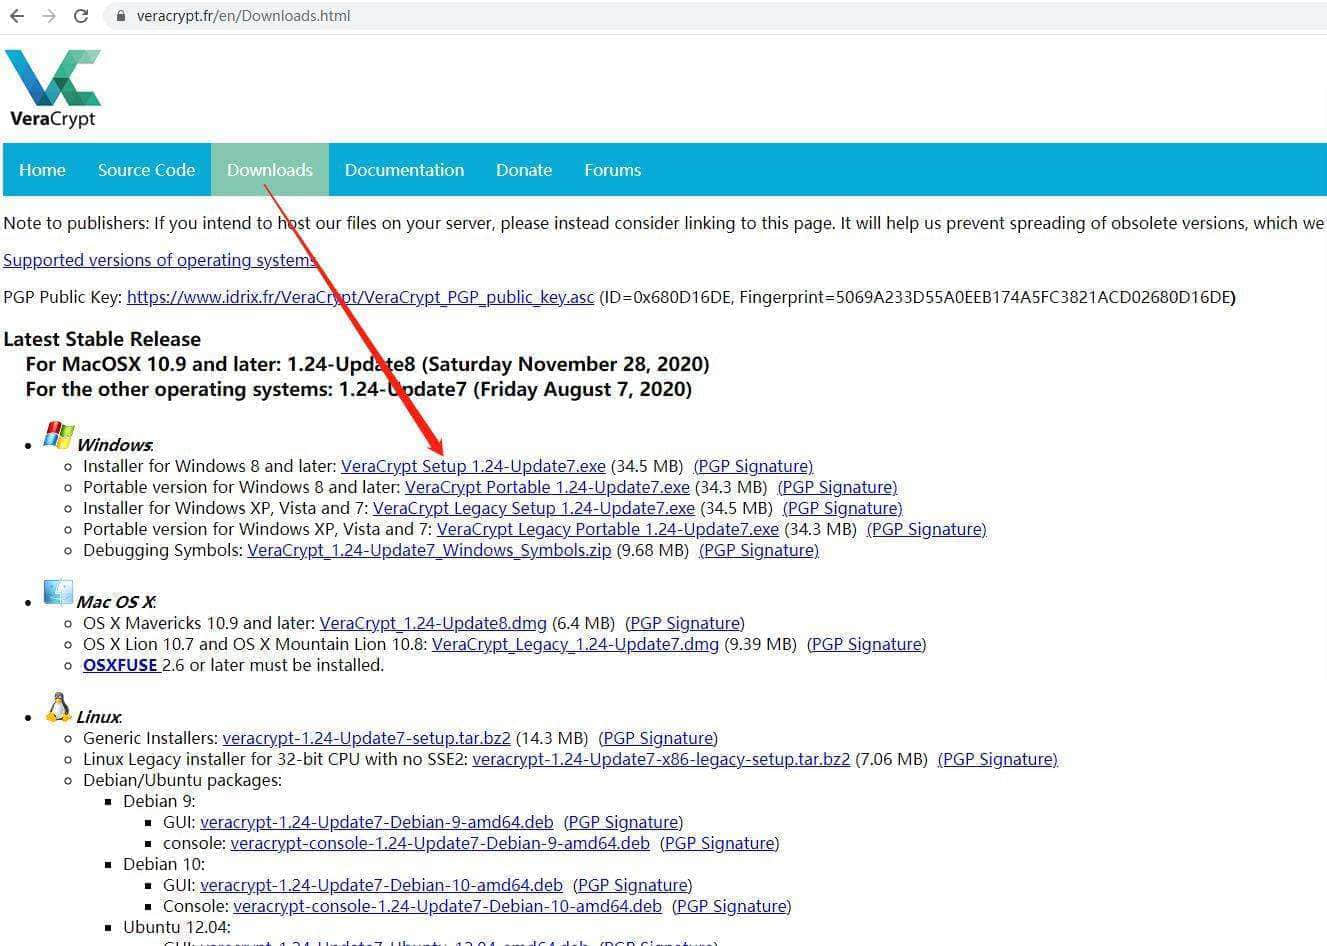 veracrypt.fr/en/Downloads.html
VeraCrypt
Home Source Code Downloads Documentation Donate Forums
Note to publishers: If you intend to host our files on your server, please instead consider linking to this page. It will help us prevent spreading of obsolete versions, which we
Supported versions of operating systems
PGP Public Key: https://www.idrix.fr/VeraCrypt/VeraCrypt_PGP_public_key.asc (ID=0x680D16DE, Fingerprint=5069A233D55A0EEB174A5FC3821ACD02680D16DE)
Latest Stable Release
For MacOSX 10.9 and later: 1.24-Update8 (Saturday November 28, 2020)
For the other operating systems: 1.24-Update7 (Friday August 7, 2020)
Windows:
Installer for Windows 8 and later: VeraCrypt Setup 1.24-Update7.exe (34.5 MB) (PGP Signature)
Portable version for Windows 8 and later: VeraCrypt Portable 1.24-Update7.exe (34.3 MB) (PGP Signature)
Installer for Windows XP, Vista and 7: VeraCrypt Legacy Setup 1.24-Update7.exe (34.5 MB) (PGP Signature)
Portable version for Windows XP, Vista and 7: VeraCrypt Legacy Portable 1.24-Update7.exe (34.3 MB) (PGP Signature)
Debugging Symbols: VeraCrypt_1.24-Update7_Windows_Symbols.zip (9.68 MB) (PGP Signature)
Mac OS X:
OS X Mavericks 10.9 and later: VeraCrypt_1.24-Update8.dmg (6.4 MB) (PGP Signature)
OS X Lion 10.7 and OS X Mountain Lion 10.8: VeraCrypt_Legacy_1.24-Update7.dmg (9.39 MB) (PGP Signature)
OSXFUSE 2.6 or later must be installed.
Linux:
Generic Installers: veracrypt-1.24-Update7-setup.tar.bz2 (14.3 MB) (PGP Signature)
Linux Legacy installer for 32-bit CPU with no SSE2: veracrypt-1.24-Update7-x86-legacy-setup.tar.bz2 (7.06 MB) (PGP Signature)
Debian/Ubuntu packages:
Debian 9:
GUI: veracrypt-1.24-Update7-Debian-9-amd64.deb (PGP Signature)
console: veracrypt-console-1.24-Update7-Debian-9-amd64.deb (PGP Signature)
Debian 10:
GUI: veracrypt-1.24-Update7-Debian-10-amd64.deb (PGP Signature)
Console: veracrypt-console-1.24-Update7-Debian-10-amd64.deb (PGP Signature)
Ubuntu 12.04:
GUI: veracrypt-1.24-Update7-Ubuntu-12.04-amd64.deb (PGP Signature)